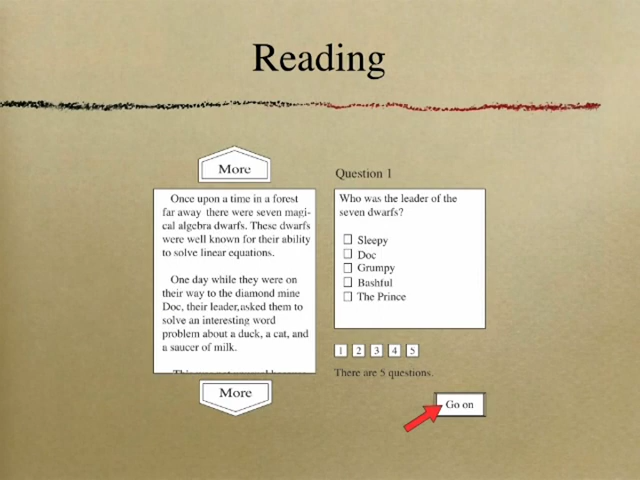 Reading
More
Once upon a time in a forest
far away there were seven magi-
cal algebra dwarfs. These dwarfs
were well known for their ability
to solve linear equations.
One day while they were on
their way to the diamond mine
Doc, their leader,asked them to
solve an interesting word
problem about a duck, a cat, and
a saucer of milk.
More
Question 1
Who was the leader of the
seven dwarfs?
Sleepy
Doc
Grumpy
Bashful
The Prince
1 2 3 4 5
There are 5 questions.
Go on